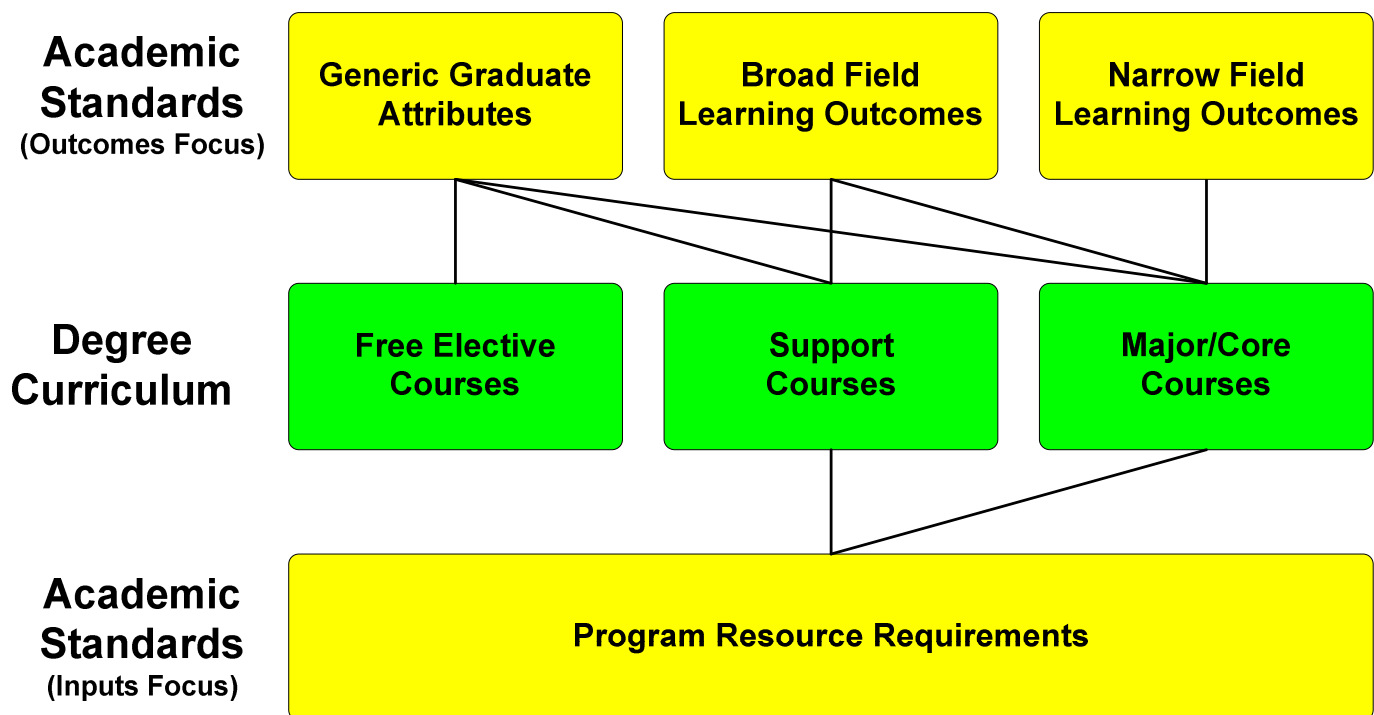 Academic
Standards
(Outcomes Focus)
Generic Graduate
Attributes
Broad Field
Learning Outcomes
Narrow Field
Learning Outcomes
Degree
Curriculum
Free Elective
Courses
Support
Courses
Major/Core
Courses
Academic
Standards
(Inputs Focus)
Program Resource Requirements